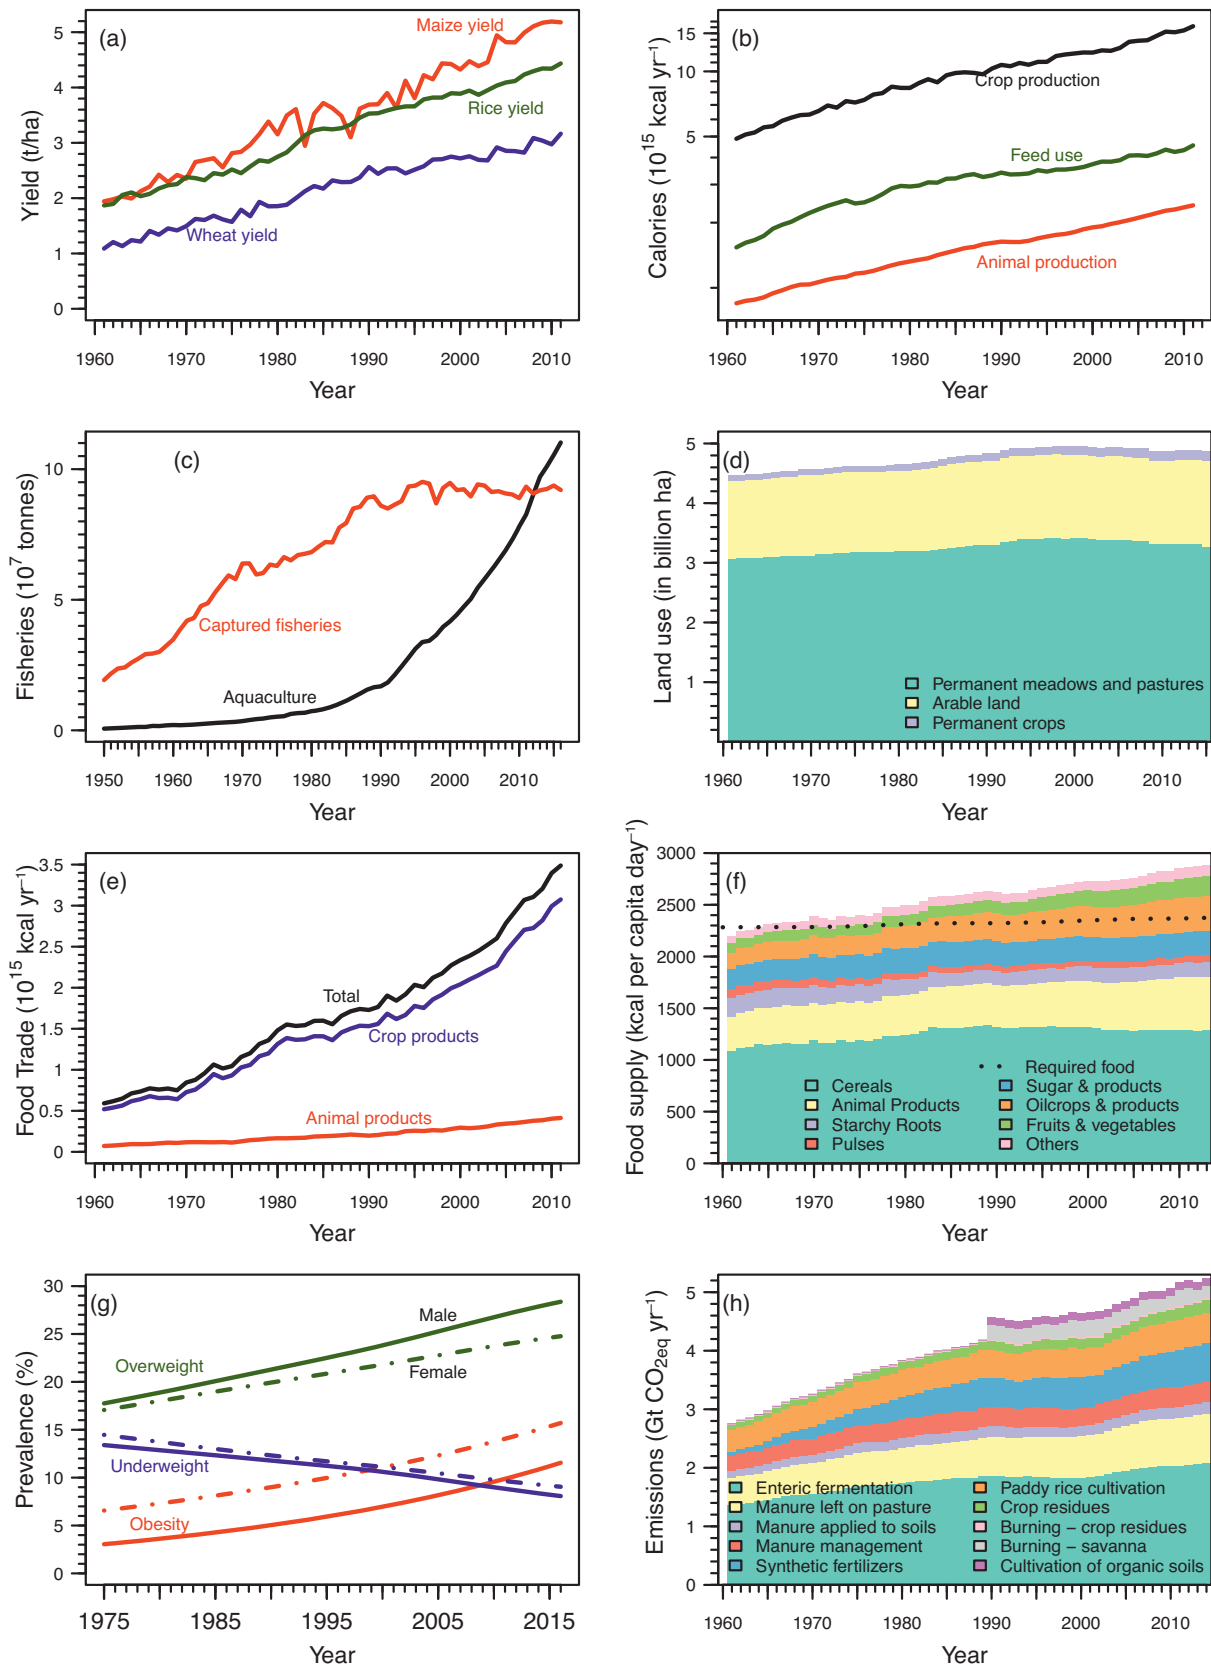 (a)
Maize yield
Rice yield
Wheat yield
Yield (t/ha)
5
4
3
2
1
0
1960 1970 1980 1990 2000 2010
Year
(b)
Crop production
Feed use
Animal production
Calories (10^15 kcal yr^−1)
15
10
5
1960 1970 1980 1990 2000 2010
Year
(c)
Captured fisheries
Aquaculture
Fisheries (10^7 tonnes)
10
5
0
1950 1960 1970 1980 1990 2000 2010
Year
(d)
Land use (in billion ha)
5
4
3
2
1
Permanent meadows and pastures
Arable land
Permanent crops
1960 1970 1980 1990 2000 2010
Year
(e)
Total
Crop products
Animal products
Food Trade (10^15 kcal yr^−1)
3.5
3
2.5
2
1.5
1
0.5
0
1960 1970 1980 1990 2000 2010
Year
(f)
Food supply (kcal per capita day^−1)
3000
2500
2000
1500
1000
500
0
Required food
Cereals Sugar & products
Animal Products Oilcrops & products
Starchy Roots Fruits & vegetables
Pulses Others
1960 1970 1980 1990 2000 2010
Year
(g)
Male
Female
Overweight
Underweight
Obesity
Prevalence (%)
30
25
20
15
10
5
0
1975 1985 1995 2005 2015
Year
(h)
Emissions (Gt CO2eq yr^−1)
5
4
3
2
1
0
Enteric fermentation Paddy rice cultivation
Manure left on pasture Crop residues
Manure applied to soils Burning − crop residues
Manure management Burning − savanna
Synthetic fertilizers Cultivation of organic soils
1960 1970 1980 1990 2000 2010
Year